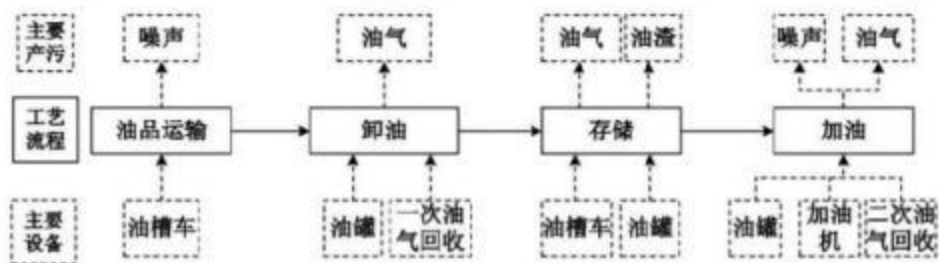 主要
产污
噪声
油气
油气
油渣
噪声
油气
工艺
流程
油品运输
卸油
存储
加油
主要
设备
油槽车
油罐
一次油
气回收
油槽车
油罐
油罐
加油
机
二次油
气回收